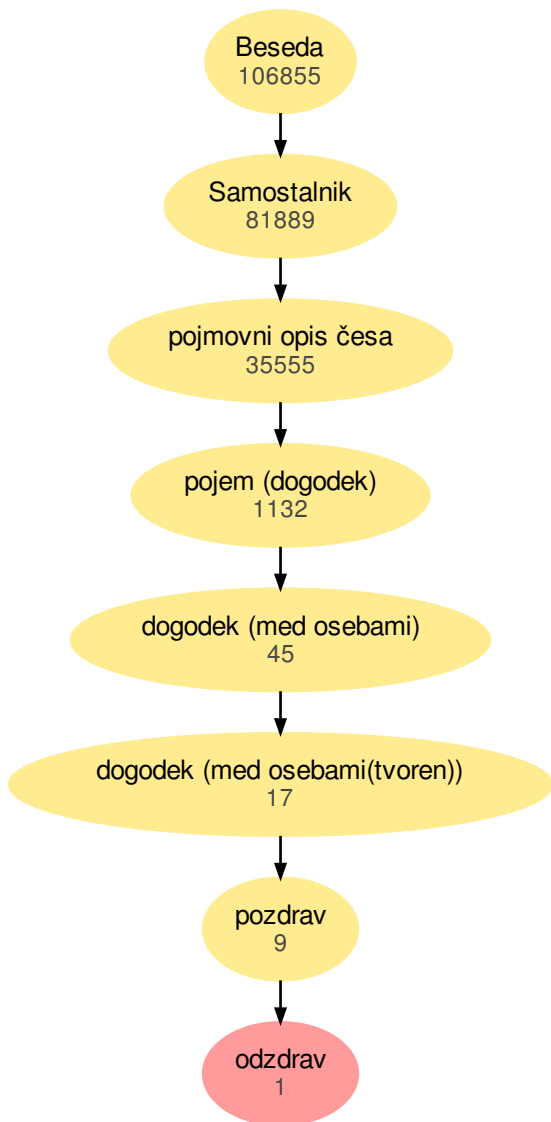 Beseda
106855
Samostalnik
81889
pojmovni opis česa
35555
pojem (dogodek)
1132
dogodek (med osebami)
45
dogodek (med osebami(tvoren))
17
pozdrav
9
odzdrav
1